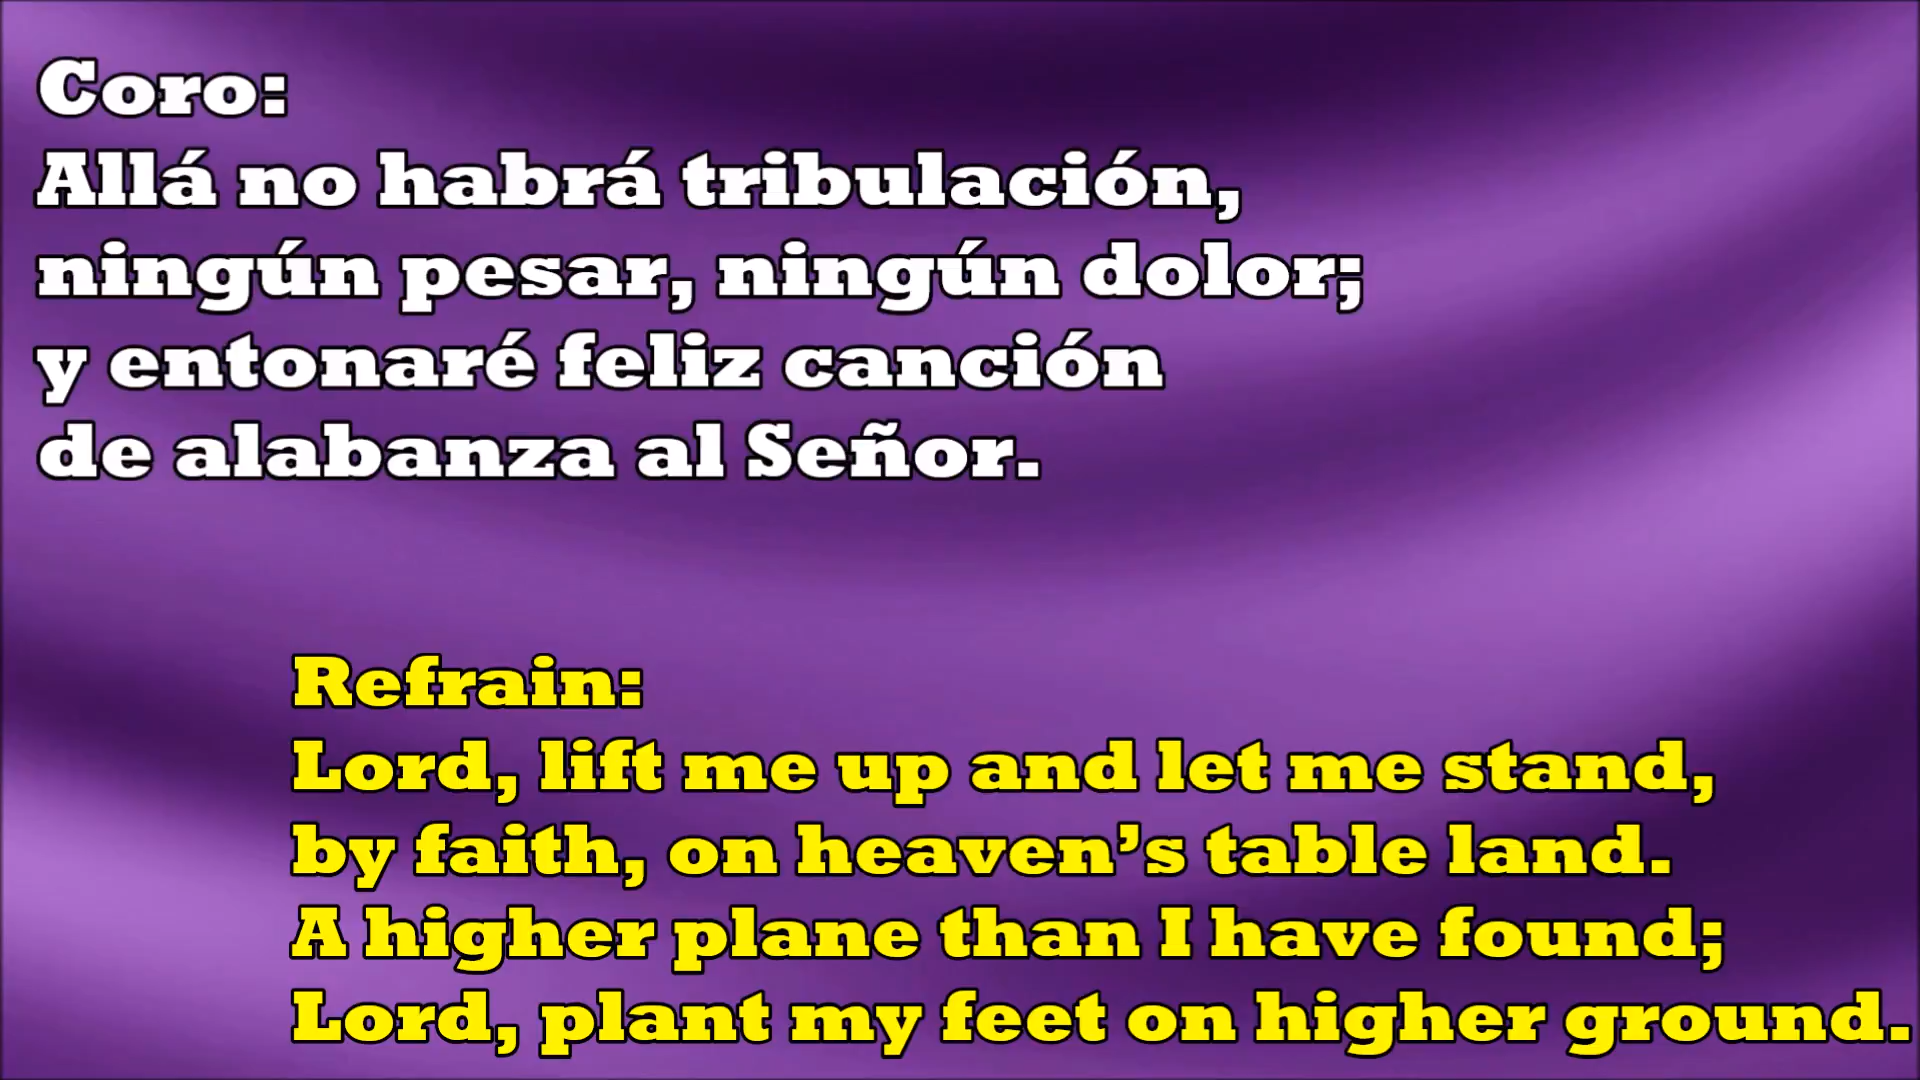 Coro:
Allá no habrá tribulación,
ningún pesar, ningún dolor;
y entonaré feliz canción
de alabanza al Señor.
Refrain:
Lord, lift me up and let me stand,
by faith, on heaven’s table land.
A higher plane than I have found;
Lord, plant my feet on higher ground.